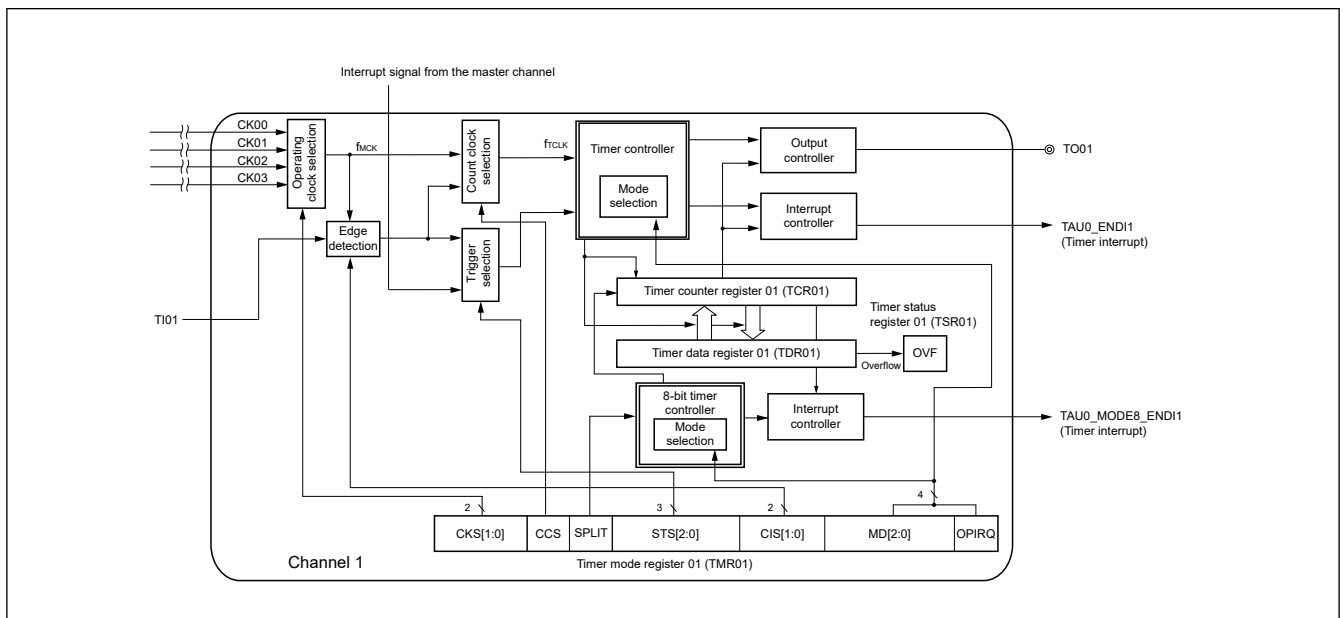 Interrupt signal from the master channel
CK00
CK01
CK02
CK03
Operating
clock selection
fMCK
Count clock
selection
fTCLK
Timer controller
Mode
selection
Output
controller
TO01
Edge
detection
Trigger
selection
Interrupt
controller
TAU0_ENDI1
(Timer interrupt)
TI01
Timer counter register 01 (TCR01)
Timer status
register 01 (TSR01)
Timer data register 01 (TDR01)
Overflow
OVF
8-bit timer
controller
Mode
selection
Interrupt
controller
TAU0_MODE8_ENDI1
(Timer interrupt)
2
3
2
4
CKS[1:0]
CCS
SPLIT
STS[2:0]
CIS[1:0]
MD[2:0]
OPIRQ
Channel 1
Timer mode register 01 (TMR01)